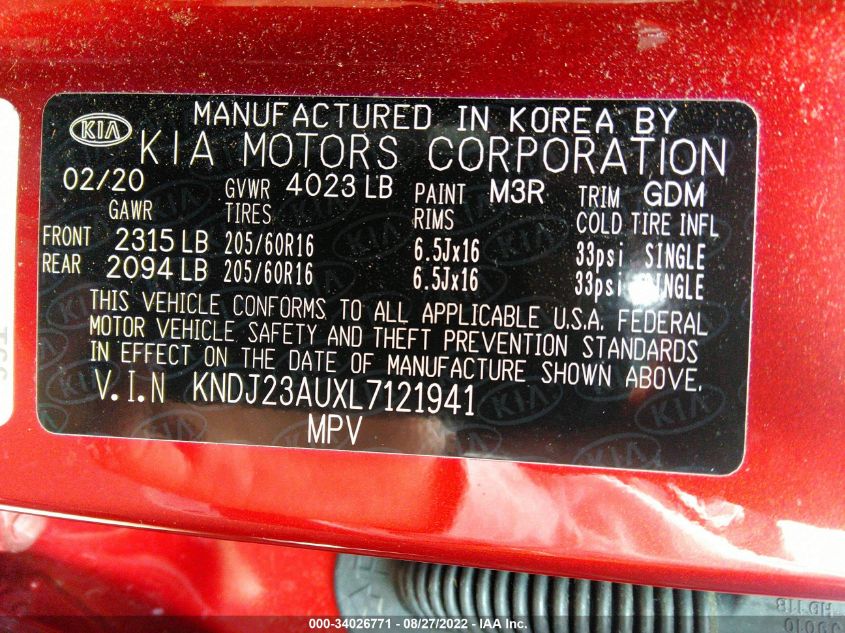 MANUFACTURED IN KOREA BY
KIA KIA MOTORS CORPORATION
02/20 GVWR 4023 LB PAINT M3R TRIM GDM
GAWR TIRES RIMS COLD TIRE INFL
FRONT 2315 LB 205/60R16 6.5Jx16 33psi SINGLE
REAR 2094 LB 205/60R16 6.5Jx16 33psi SINGLE
THIS VEHICLE CONFORMS TO ALL APPLICABLE U.S.A. FEDERAL
MOTOR VEHICLE SAFETY AND THEFT PREVENTION STANDARDS
IN EFFECT ON THE DATE OF MANUFACTURE SHOWN ABOVE.
V.I.N KNDJ23AUXL7121941
MPV
HD11B
000-34026771 - 08/27/2022 - IAA Inc.